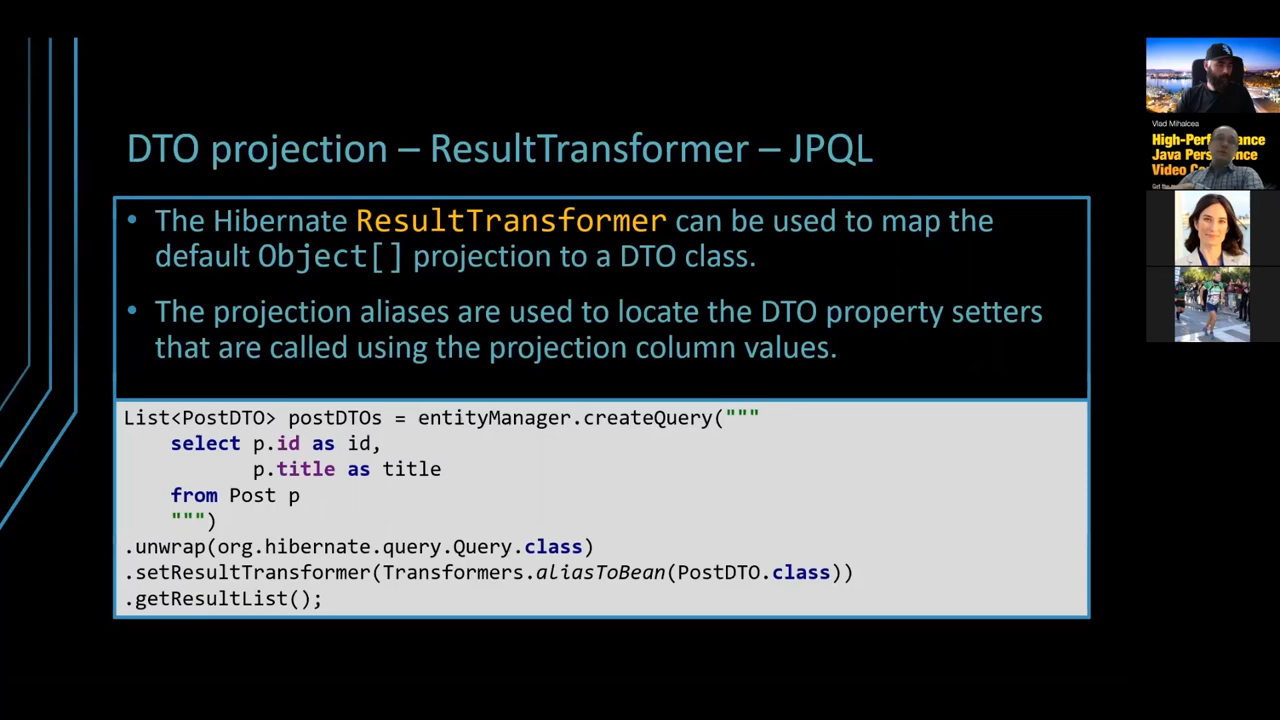 DTO projection – ResultTransformer – JPQL
• The Hibernate ResultTransformer can be used to map the
default Object[] projection to a DTO class.
• The projection aliases are used to locate the DTO property setters
that are called using the projection column values.
List<PostDTO> postDTOs = entityManager.createQuery("""
select p.id as id,
p.title as title
from Post p
""")
.unwrap(org.hibernate.query.Query.class)
.setResultTransformer(Transformers.aliasToBean(PostDTO.class))
.getResultList();
Vlad Mihalcea
Java
Video
Get the